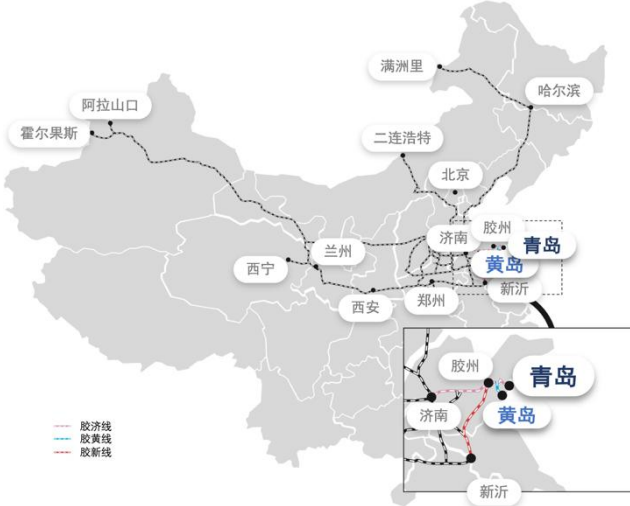 满洲里
哈尔滨
阿拉山口
霍尔果斯
二连浩特
北京
济南
胶州
青岛
黄岛
兰州
西宁
新沂
郑州
西安
胶州
青岛
济南
黄岛
新沂
胶济线
胶黄线
胶新线